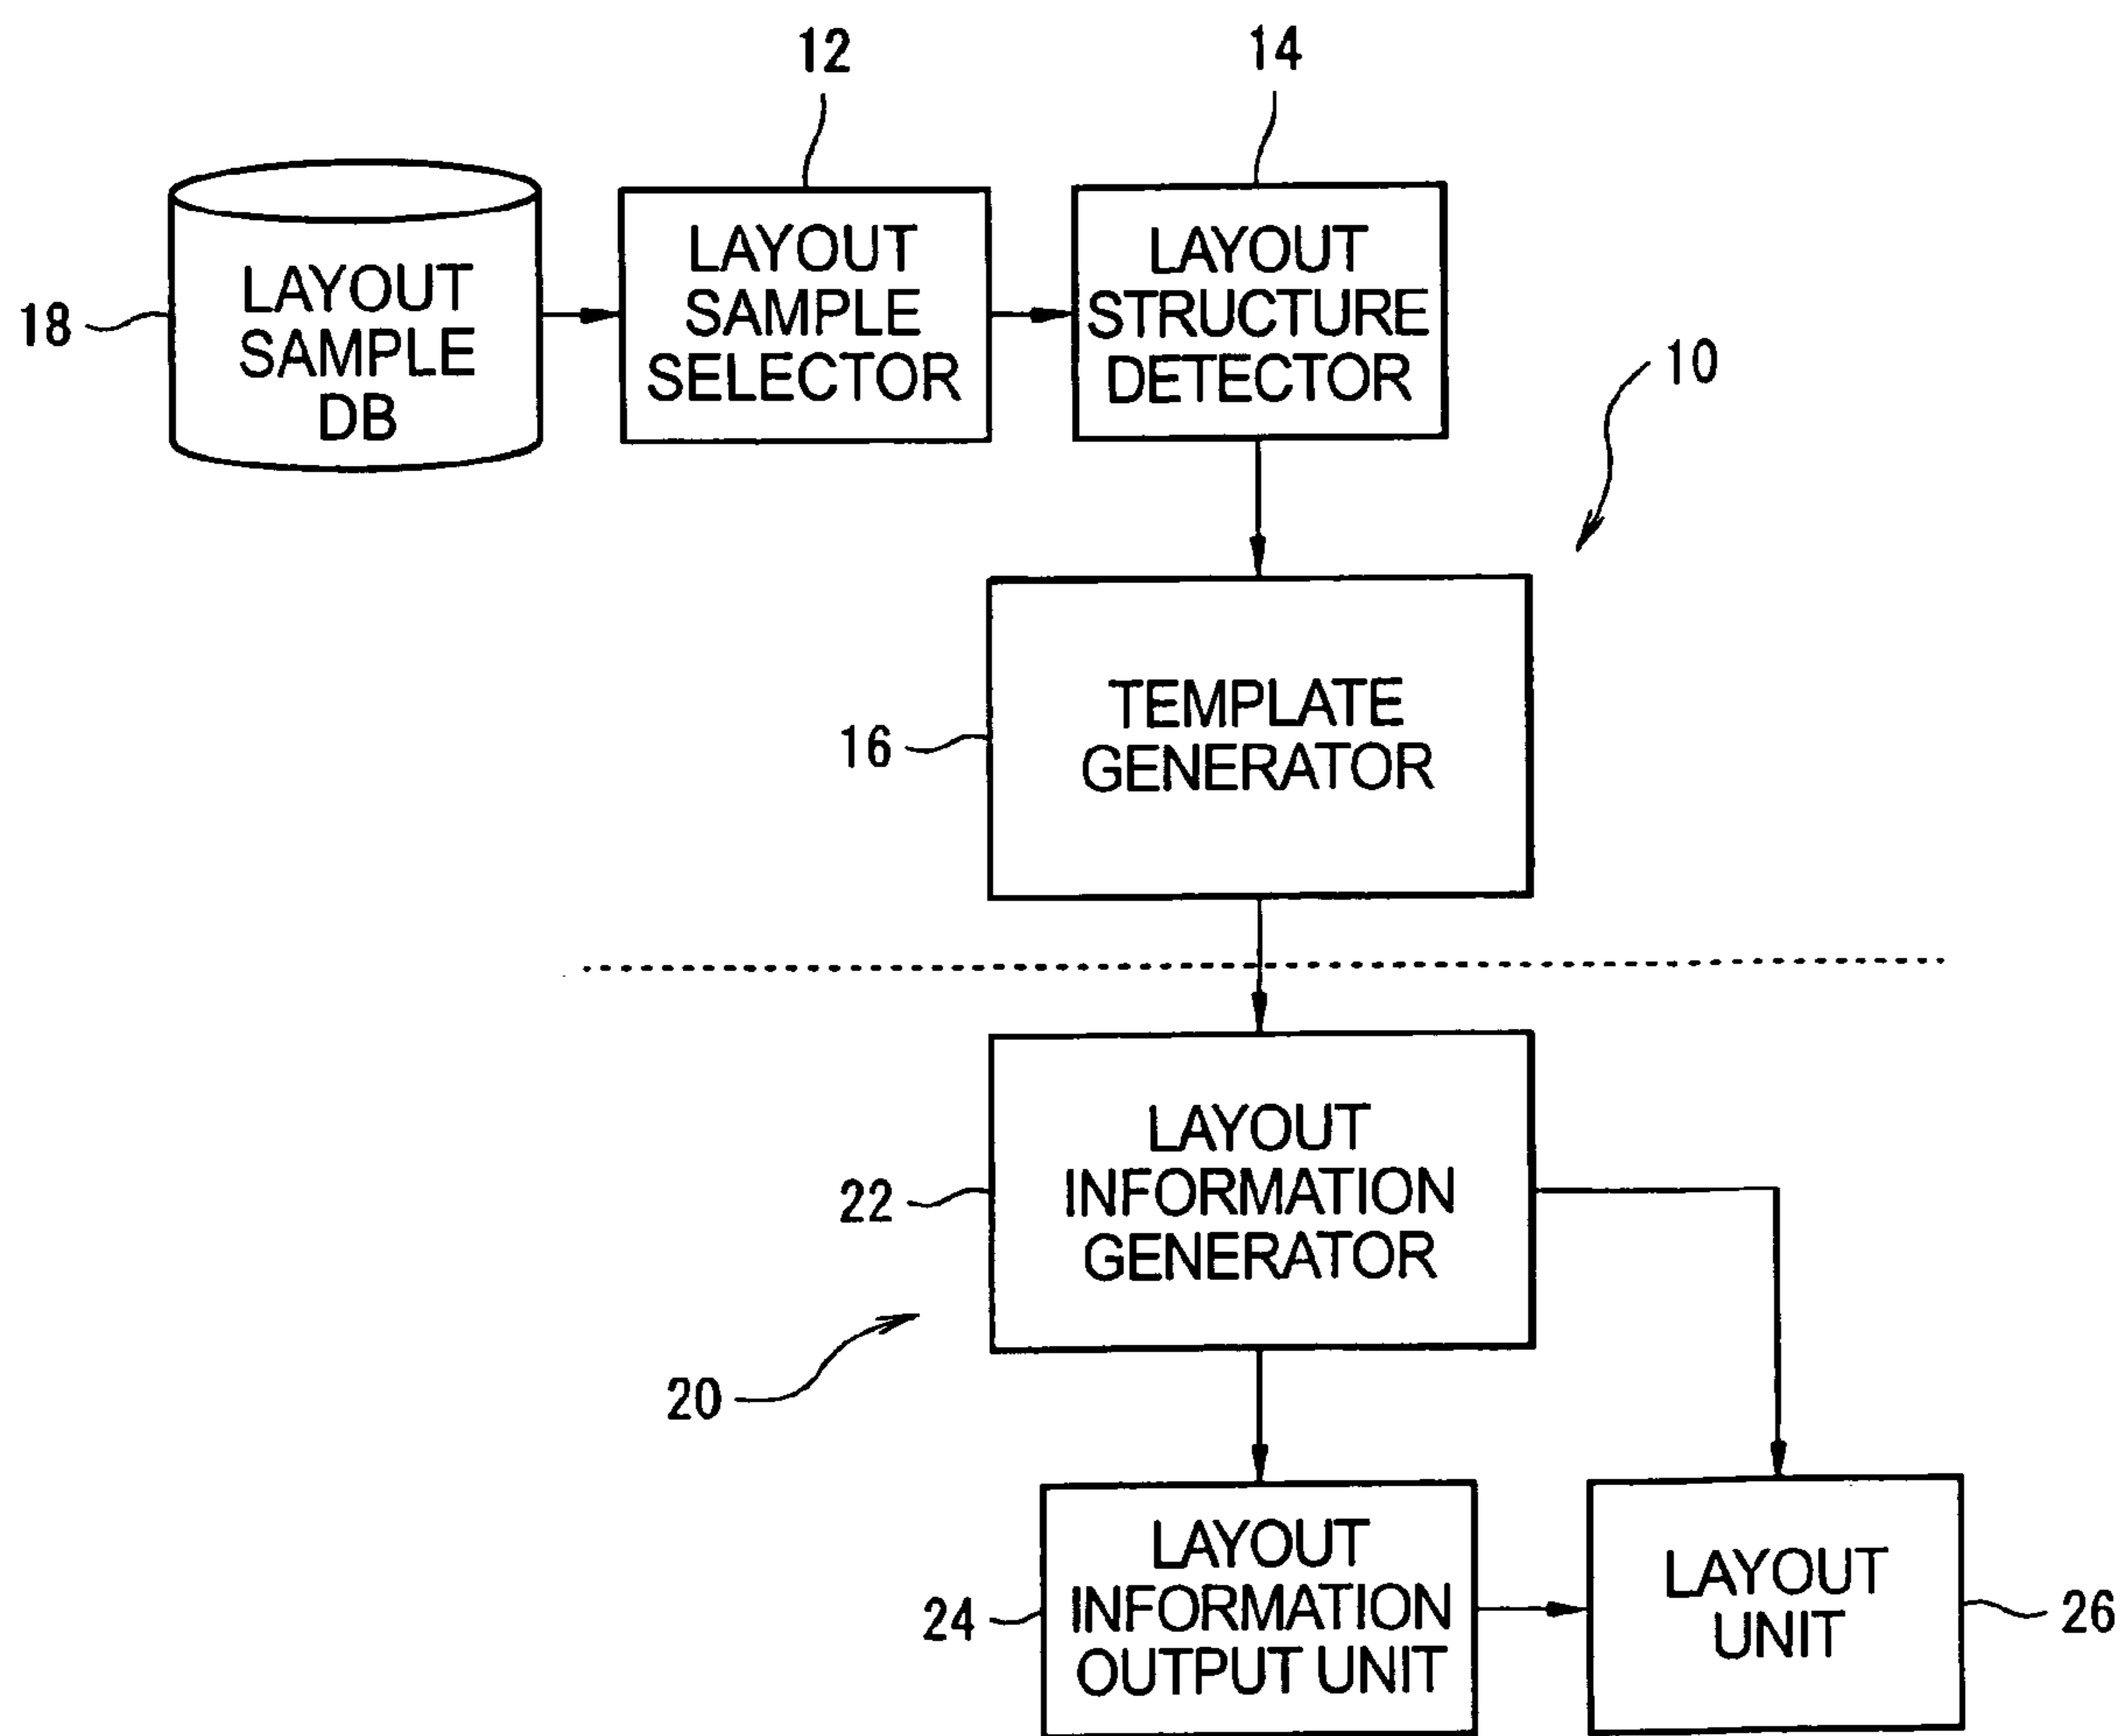 12
14
18
LAYOUT
SAMPLE
DB
LAYOUT
SAMPLE
SELECTOR
LAYOUT
STRUCTURE
DETECTOR
10
16
TEMPLATE
GENERATOR
22
LAYOUT
INFORMATION
GENERATOR
20
24
LAYOUT
INFORMATION
OUTPUT UNIT
LAYOUT
UNIT
26